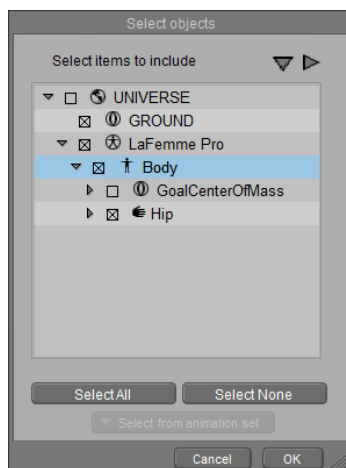 Select objects
Select items to include
UNIVERSE
GROUND
LaFemme Pro
Body
GoalCenterOfMass
Hip
Select All
Select None
Select from animation set
Cancel
OK